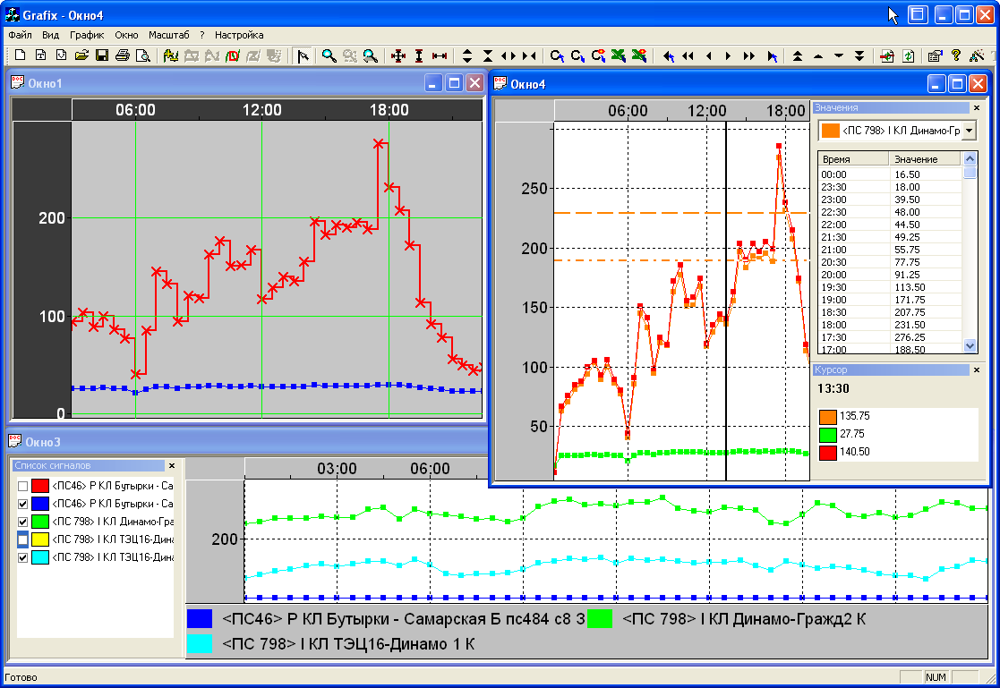 Grafix - Окно4
Файл Вид График Окно Масштаб ? Настройка
Окно1
06:00 12:00 18:00
200
100
0
Окно4
06:00 12:00 18:00
250
200
150
100
50
Значения
<ПС 798> I КЛ Динамо-Гр
Время Значение
00:00 16.50
23:30 18.00
23:00 39.50
22:30 48.00
22:00 44.50
21:30 49.25
21:00 55.75
20:30 77.75
20:00 91.25
19:30 113.50
19:00 171.75
18:30 207.75
18:00 231.50
17:30 276.25
17:00 188.50
Курсор
13:30
135.75
27.75
140.50
Окно3
Список сигналов
<ПС46> Р КЛ Бутырки - Са
<ПС46> Р КЛ Бутырки - Са
<ПС 798> I КЛ Динамо-Гра
<ПС 798> I КЛ ТЭЦ16-Дина
<ПС 798> I КЛ ТЭЦ16-Дина
03:00 06:00
200
<ПС46> Р КЛ Бутырки - Самарская Б пс484 с8 З
<ПС 798> I КЛ Динамо-Гражд2 К
<ПС 798> I КЛ ТЭЦ16-Динамо 1 К
Готово
NUM